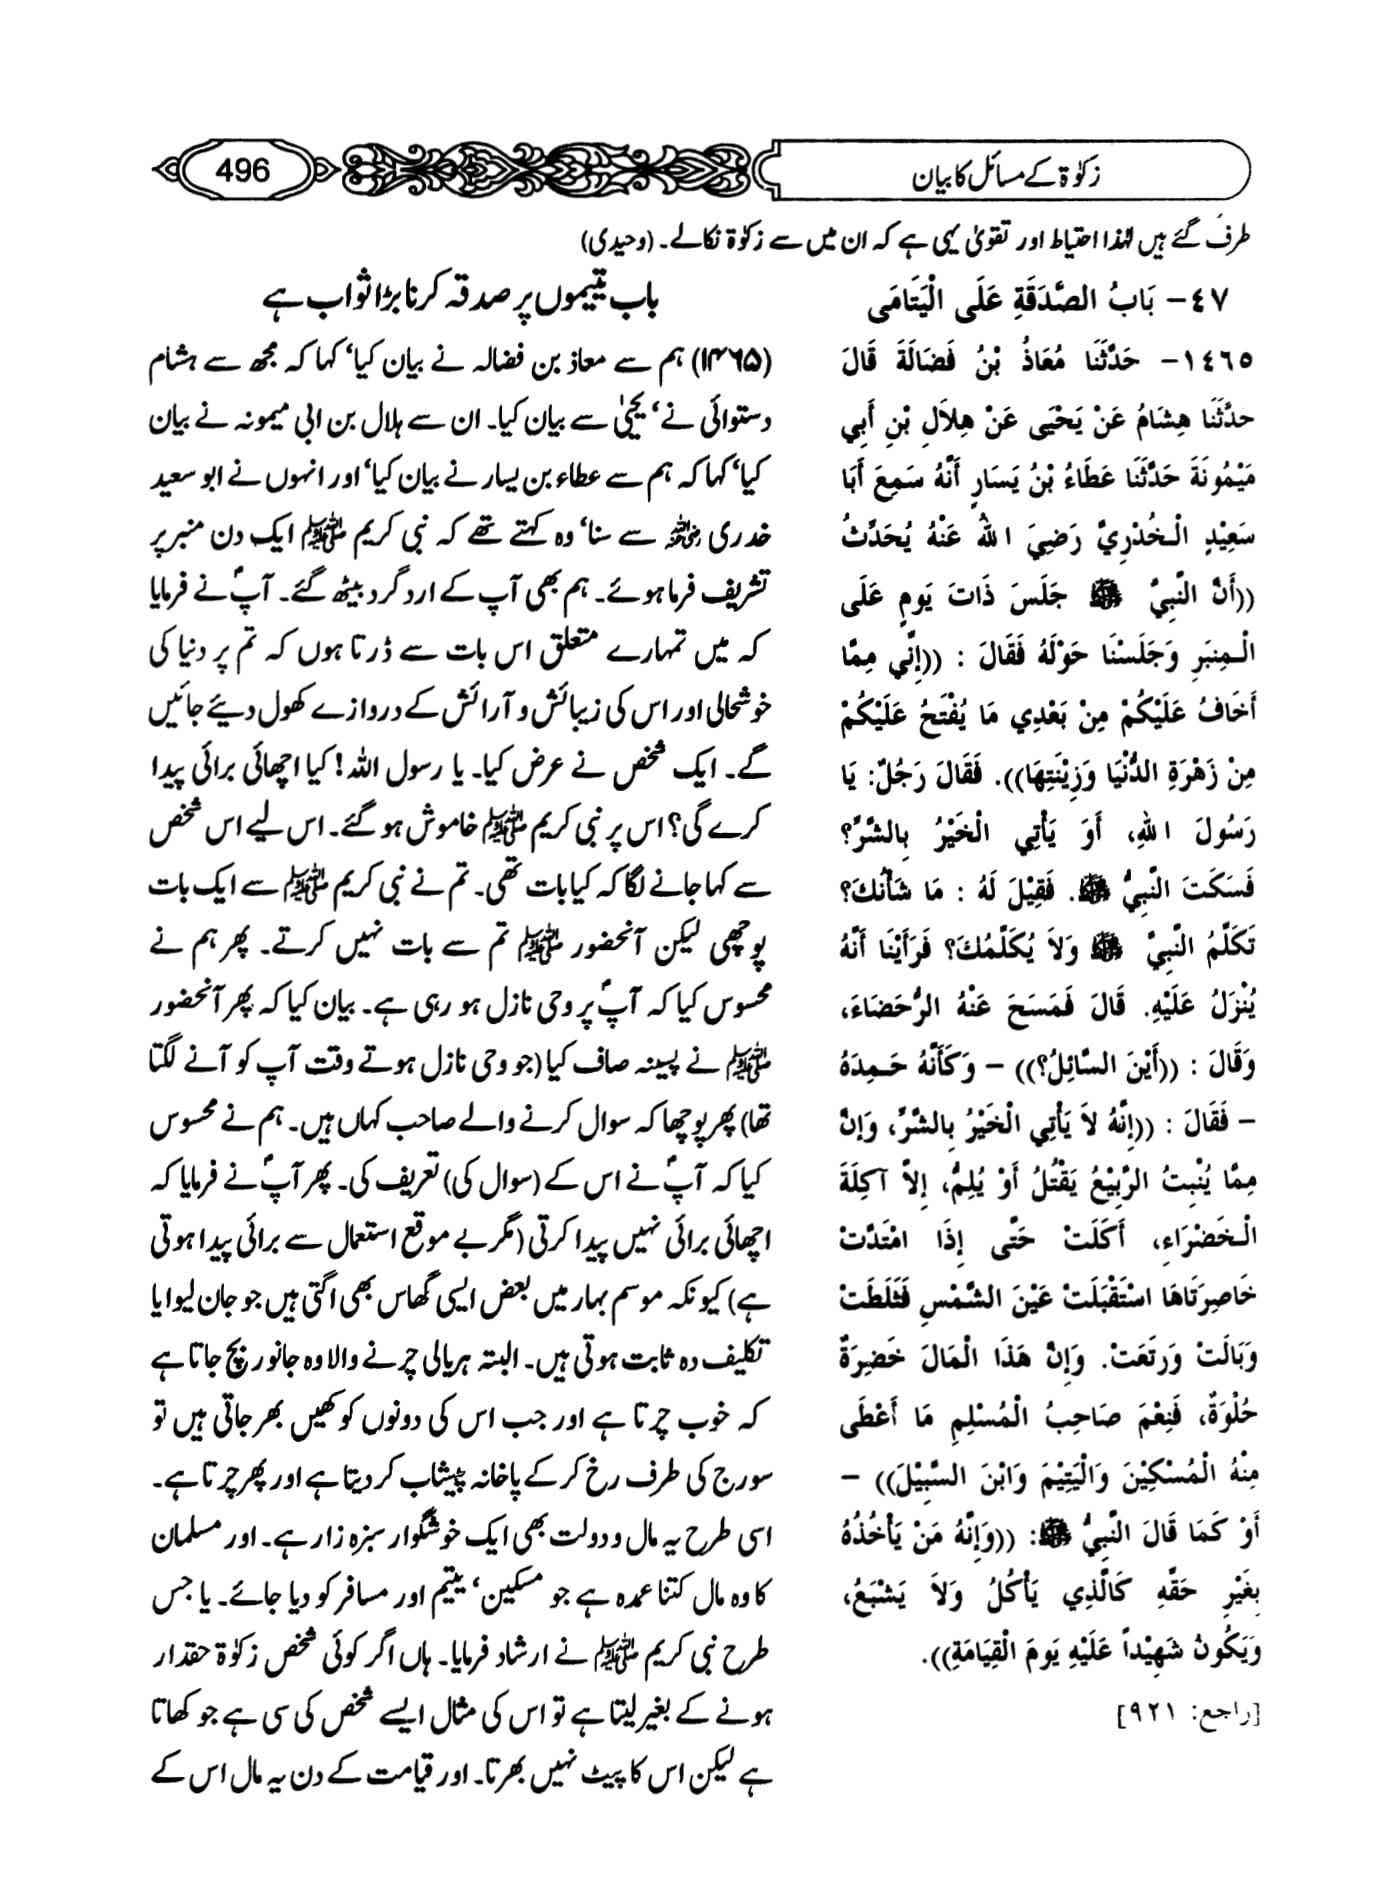 زکوٰۃ کے مسائل کا بیان
496
طرف گئے ہیں لہٰذا احتیاط اور تقویٰ یہی ہے کہ ان میں سے زکوٰۃ نکالے۔ (وحیدی)
٤٧- بَابُ الصَّدَقَةِ عَلَى الْيَتَامَى
١٤٦٥- حَدَّثَنَا مُعَاذُ بْنُ فَضَالَةَ قَالَ
حدَّثَنَا هِشَامُ عَنْ يَحْيَى عَنْ هِلاَلِ بْنِ أَبِي
مَيْمُونَةَ حَدَّثَنَا عَطَاءُ بْنُ يَسَارٍ أَنَّهُ سَمِعَ أَبَا
سَعِيْدٍ الْخُدْرِيَّ رَضِيَ اللهُ عَنْهُ يُحَدِّثُ
((أَنَّ النَّبِيَّ ﷺ جَلَسَ ذَاتَ يَومٍ عَلَى
الْمِنبَرِ وَجَلَسْنَا حَوْلَهُ فَقَالَ : ((إِنِّي مِمَّا
أَخَافُ عَلَيْكُمْ مِنْ بَعْدِي مَا يُفْتَحُ عَلَيْكُمْ
مِنْ زَهْرَةِ الدُّنْيَا وَزِيْنَتِهَا)). فَقَالَ رَجُلٌ: يَا
رَسُولَ اللهِ، أَوَ يَأْتِي الْخَيْرُ بِالشَّرِّ؟
فَسَكَتَ النَّبِيُّ ﷺ. فَقِيْلَ لَهُ : مَا شَأْنُكَ؟
تَكَلِّمُ النَّبِيَّ ﷺ وَلاَ يُكَلِّمُكَ؟ فَرَأَيْنَا أَنَّهُ
يُنْزَلُ عَلَيْهِ. قَالَ فَمَسَحَ عَنْهُ الرُّحَضَاءَ،
وَقَالَ : ((أَيْنَ السَّائِلُ؟)) – وَكَأَنَّهُ حَمِدَهُ
– فَقَالَ : ((إِنَّهُ لاَ يَأْتِي الْخَيْرُ بِالشَّرِّ، وَإِنَّ
مِمَّا يُنْبِتُ الرَّبِيْعُ يَقْتُلُ أَوْ يُلِمُّ، إِلاَّ آكِلَةَ
الْخَضْرَاءِ، أَكَلَتْ حَتَّى إِذَا امْتَدَّتْ
خَاصِرَتَاهَا اسْتَقْبَلَتْ عَيْنَ الشَّمْسِ فَثَلَطَتْ
وَبَالَتْ وَرَتَعَتْ. وَإِنَّ هَذَا الْمَالَ خَضِرَةٌ
حُلْوَةٌ، فَنِعْمَ صَاحِبُ الْمُسْلِمِ مَا أَعْطَى
مِنْهُ الْمُسْكِيْنَ وَالْيَتِيْمَ وَابْنَ السَّبِيْلِ)) –
أَوْ كَمَا قَالَ النَّبِيُّ ﷺ: ((وَإِنَّهُ مَنْ يَأْخُذُهُ
بِغَيْرِ حَقِّهِ كَالَّذِي يَأْكُلُ وَلاَ يَشْبَعُ،
وَيَكُونُ شَهِيْداً عَلَيْهِ يَومَ الْقِيَامَةِ)).
[راجع: ٩٢١]
باب یتیموں پر صدقہ کرنا بڑا ثواب ہے
(۱۴۶۵) ہم سے معاذ بن فضالہ نے بیان کیا‘ کہا کہ مجھ سے ہشام
دستوائی نے‘ یحییٰ سے بیان کیا۔ ان سے ہلال بن ابی میمونہ نے بیان
کیا‘ کہا کہ ہم سے عطاء بن یسار نے بیان کیا‘ اور انہوں نے ابو سعید
خدری رضی اللہ عنہ سے سنا‘ وہ کہتے تھے کہ نبی کریم ﷺ ایک دن منبر پر
تشریف فرما ہوئے۔ ہم بھی آپ کے ارد گرد بیٹھ گئے۔ آپؐ نے فرمایا
کہ میں تمہارے متعلق اس بات سے ڈرتا ہوں کہ تم پر دنیا کی
خوشحالی اور اس کی زیبائش و آرائش کے دروازے کھول دیئے جائیں
گے۔ ایک شخص نے عرض کیا۔ یا رسول اللہ! کیا اچھائی برائی پیدا
کرے گی؟ اس پر نبی کریم ﷺ خاموش ہو گئے۔ اس لیے اس شخص
سے کہا جانے لگا کہ کیا بات تھی۔ تم نے نبی کریم ﷺ سے ایک بات
پوچھی لیکن آنحضور ﷺ تم سے بات نہیں کرتے۔ پھر ہم نے
محسوس کیا کہ آپؐ پر وحی نازل ہو رہی ہے۔ بیان کیا کہ پھر آنحضور
ﷺ نے پسینہ صاف کیا (جو وحی نازل ہوتے وقت آپ کو آنے لگتا
تھا) پھر پوچھا کہ سوال کرنے والے صاحب کہاں ہیں۔ ہم نے محسوس
کیا کہ آپؐ نے اس کے (سوال کی) تعریف کی۔ پھر آپؐ نے فرمایا کہ
اچھائی برائی نہیں پیدا کرتی (مگر بے موقع استعمال سے برائی پیدا ہوتی
ہے) کیونکہ موسم بہار میں بعض ایسی گھاس بھی اگتی ہیں جو جان لیوا یا
تکلیف دہ ثابت ہوتی ہیں۔ البتہ ہریالی چرنے والا وہ جانور بچ جاتا ہے
کہ خوب چرتا ہے اور جب اس کی دونوں کوکھیں بھر جاتی ہیں تو
سورج کی طرف رخ کر کے پاخانہ پیشاب کر دیتا ہے اور پھر چرتا ہے۔
اسی طرح یہ مال و دولت بھی ایک خوشگوار سبزہ زار ہے۔ اور مسلمان
کا وہ مال کتنا عمدہ ہے جو مسکین‘ یتیم اور مسافر کو دیا جائے۔ یا جس
طرح نبی کریم ﷺ نے ارشاد فرمایا۔ ہاں اگر کوئی شخص زکوٰۃ حقدار
ہونے کے بغیر لیتا ہے تو اس کی مثال ایسے شخص کی سی ہے جو کھاتا
ہے لیکن اس کا پیٹ نہیں بھرتا۔ اور قیامت کے دن یہ مال اس کے